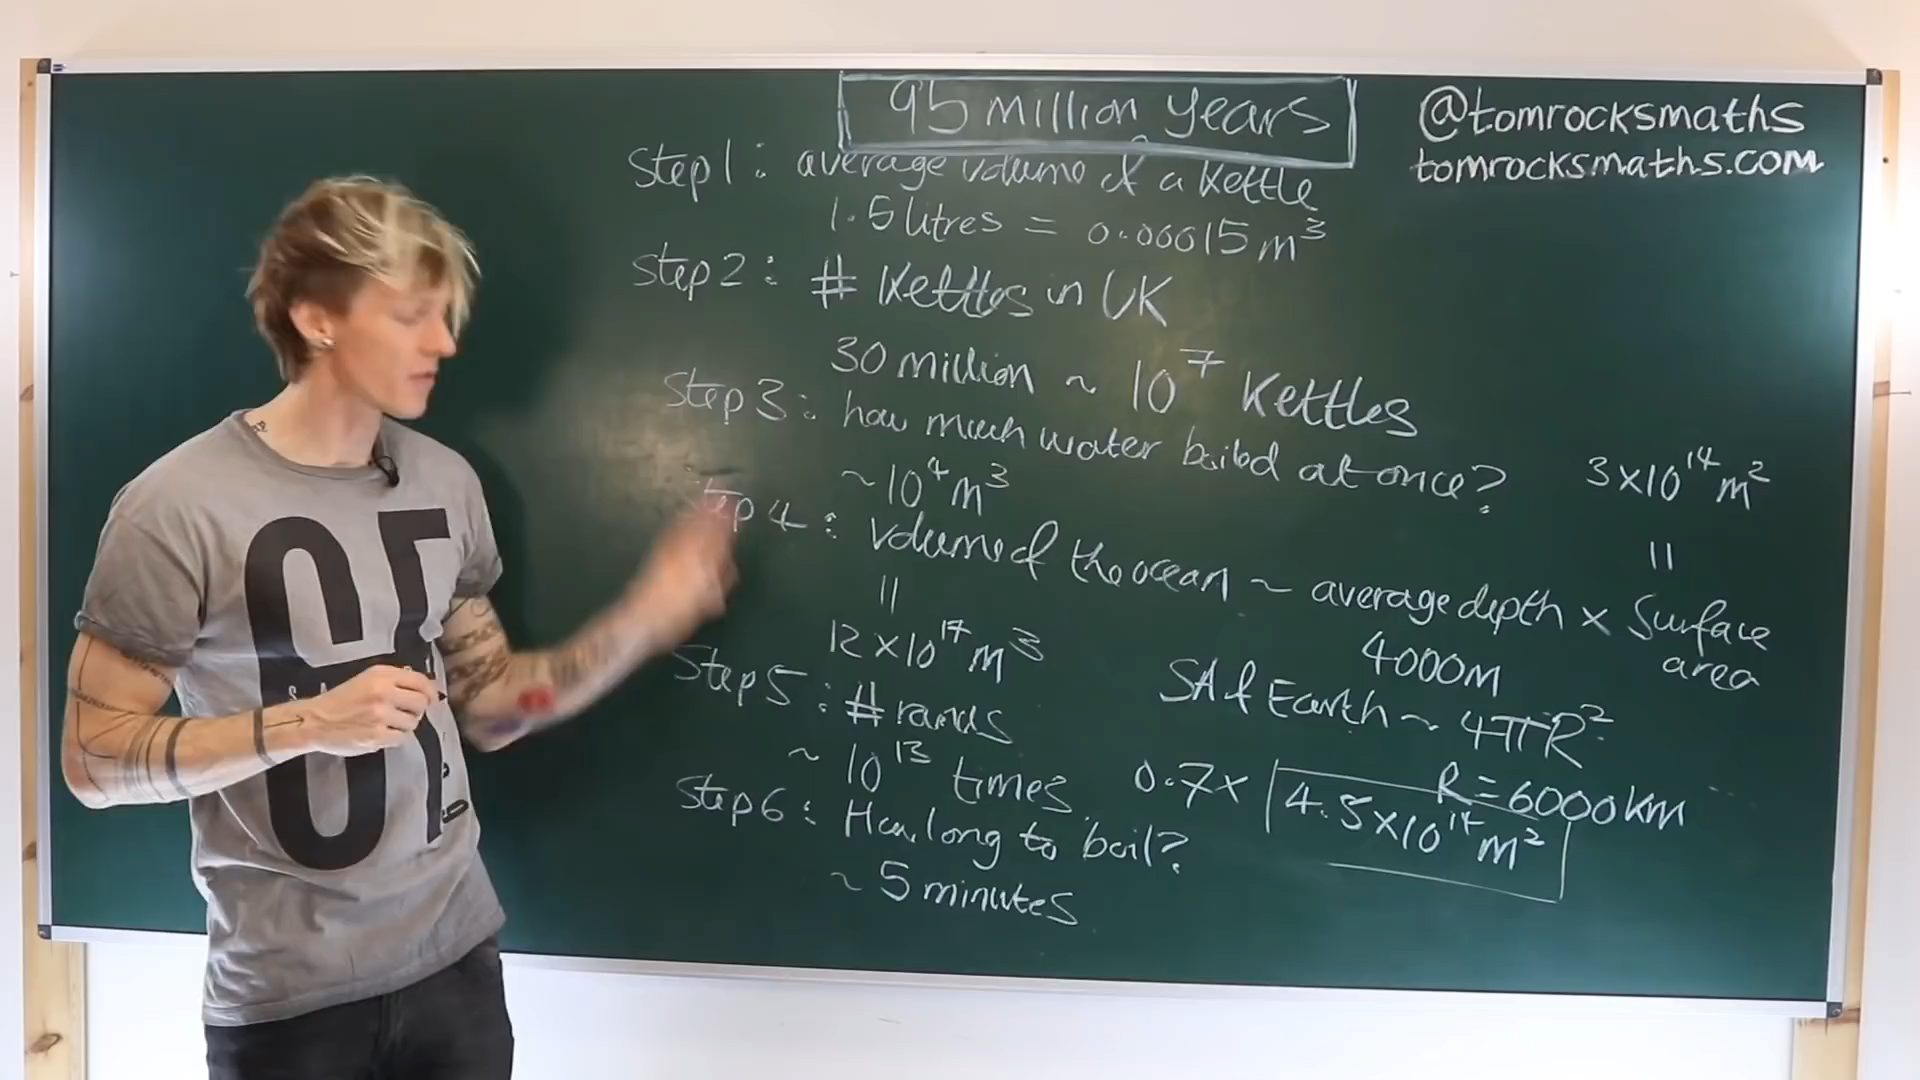 95 million years
@tomrocksmaths
tomrocksmaths.com
Step 1: average volume of a kettle
1.5 litres = 0.00015 m³
Step 2: # kettles in UK
30 million ~ 10⁷ kettles
Step 3: how much water boiled at once?
~10⁴ m³
Step 4: volume of the ocean ~ average depth × surface area
3×10¹⁴ m²
=
4000m
=
12×10¹⁷ m³
SA of Earth ~ 4πR²
R = 6000km
0.7× 4.5×10¹⁴ m²
Step 5: # rounds
~ 10¹³ times
Step 6: How long to boil?
~ 5 minutes